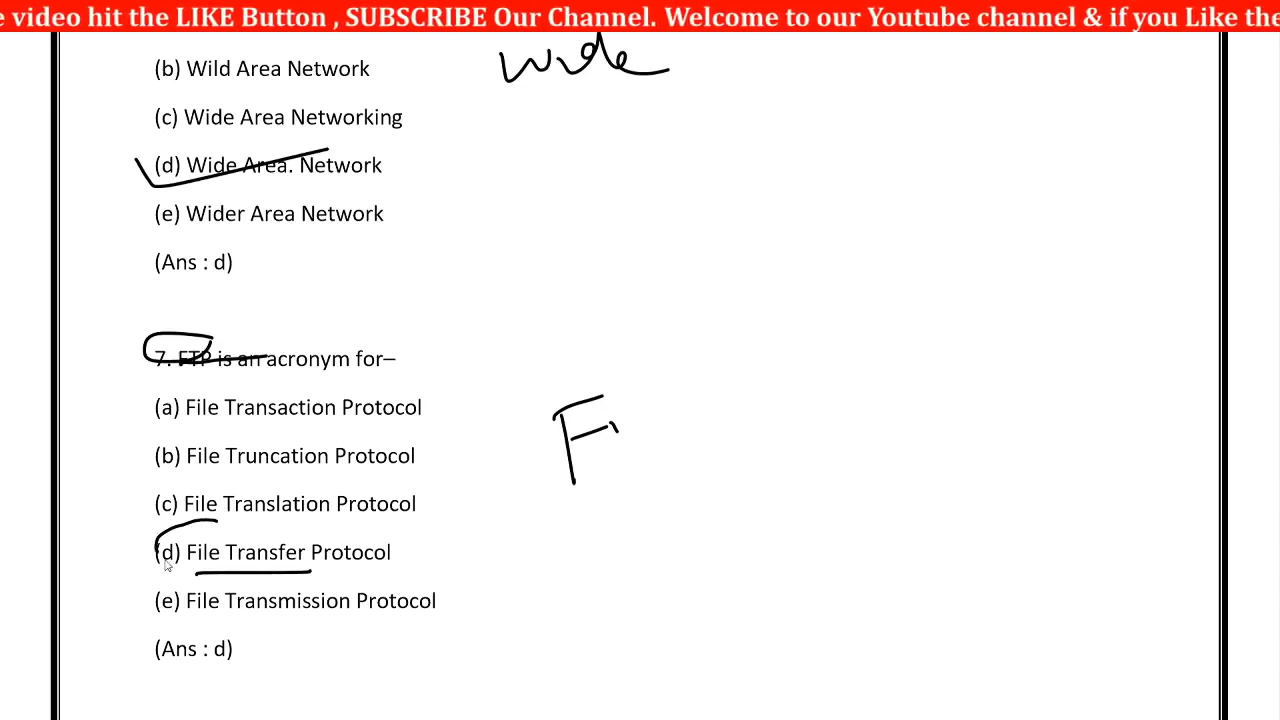 e video hit the LIKE Button , SUBSCRIBE Our Channel. Welcome to our Youtube channel & if you Like the
wide
(b) Wild Area Network
(c) Wide Area Networking
(d) Wide Area. Network
(e) Wider Area Network
(Ans : d)
7. FTP is an acronym for–
(a) File Transaction Protocol
F
(b) File Truncation Protocol
(c) File Translation Protocol
(d) File Transfer Protocol
(e) File Transmission Protocol
(Ans : d)